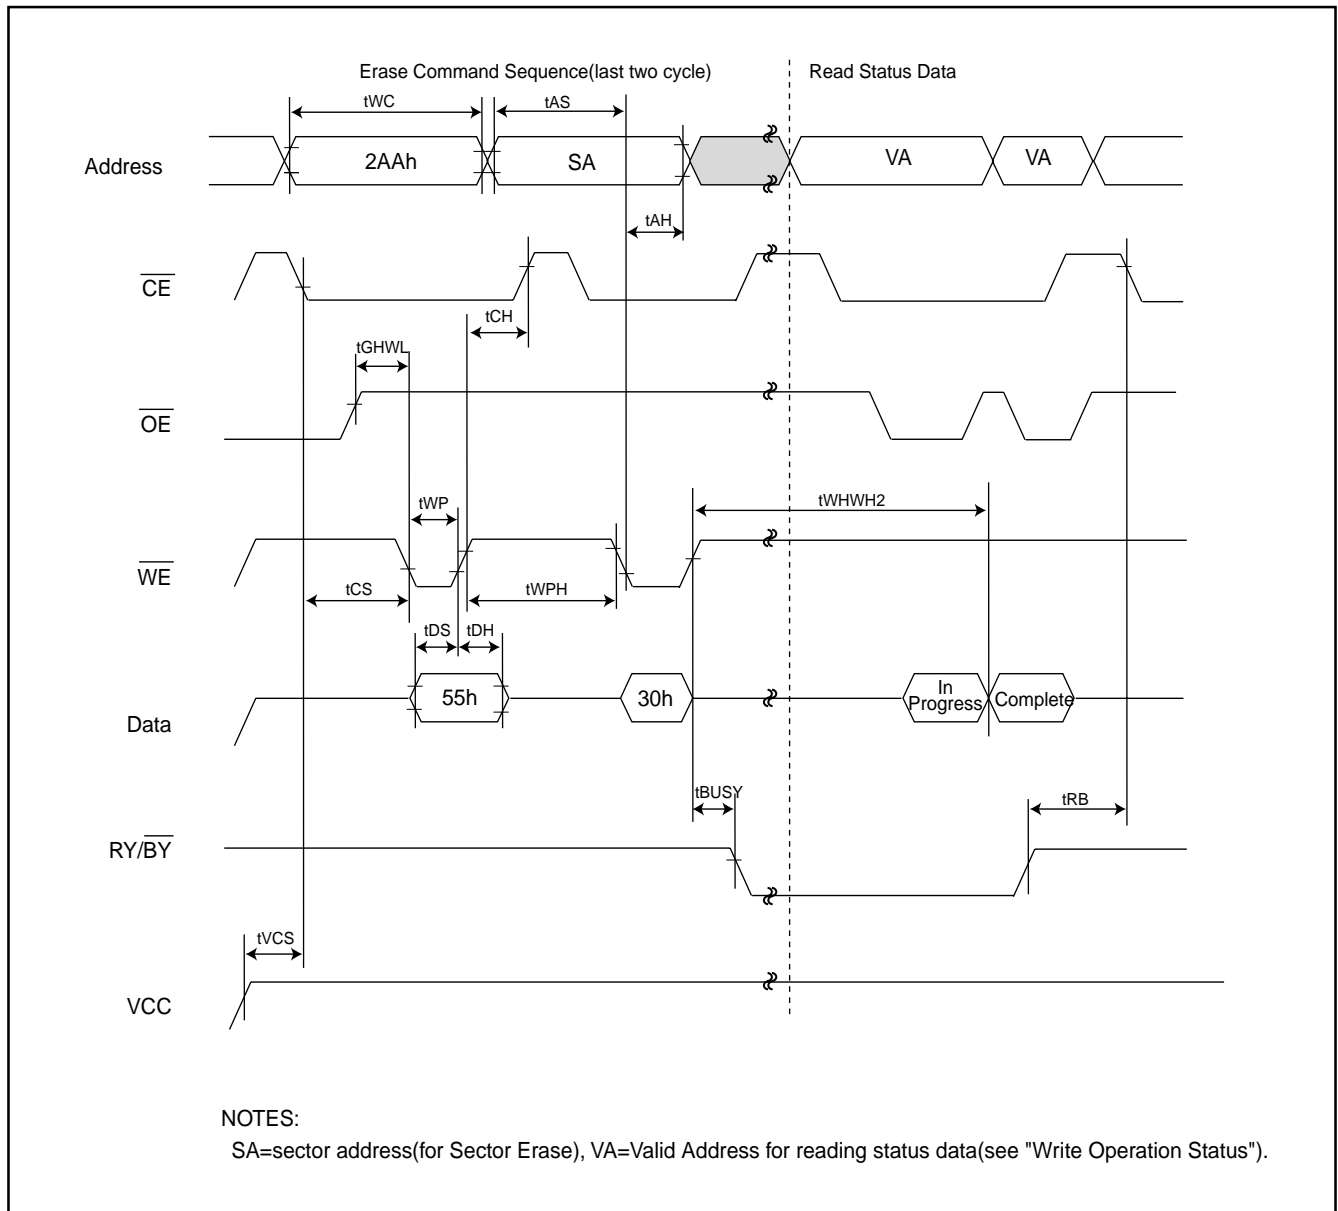 Erase Command Sequence(last two cycle)
Read Status Data
tWC
tAS
Address
2AAh
SA
VA
VA
tAH
CE
tCH
tGHWL
OE
tWP
tWHWH2
WE
tCS
tWPH
tDS
tDH
Data
55h
30h
In
Progress
Complete
tBUSY
tRB
RY/BY
tVCS
VCC
NOTES:
SA=sector address(for Sector Erase), VA=Valid Address for reading status data(see "Write Operation Status").